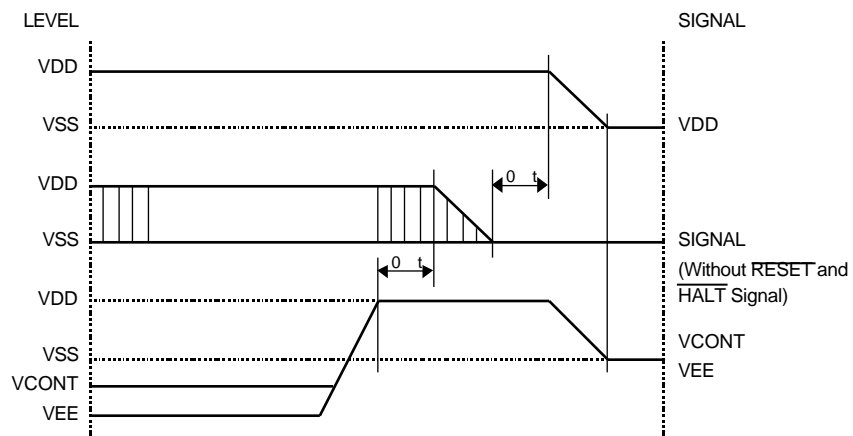 LEVEL
SIGNAL
VDD
VSS
VDD
VDD
0 t
VSS
SIGNAL
(Without RESET and
HALT Signal)
0 t
VDD
VSS
VCONT
VCONT
VEE
VEE